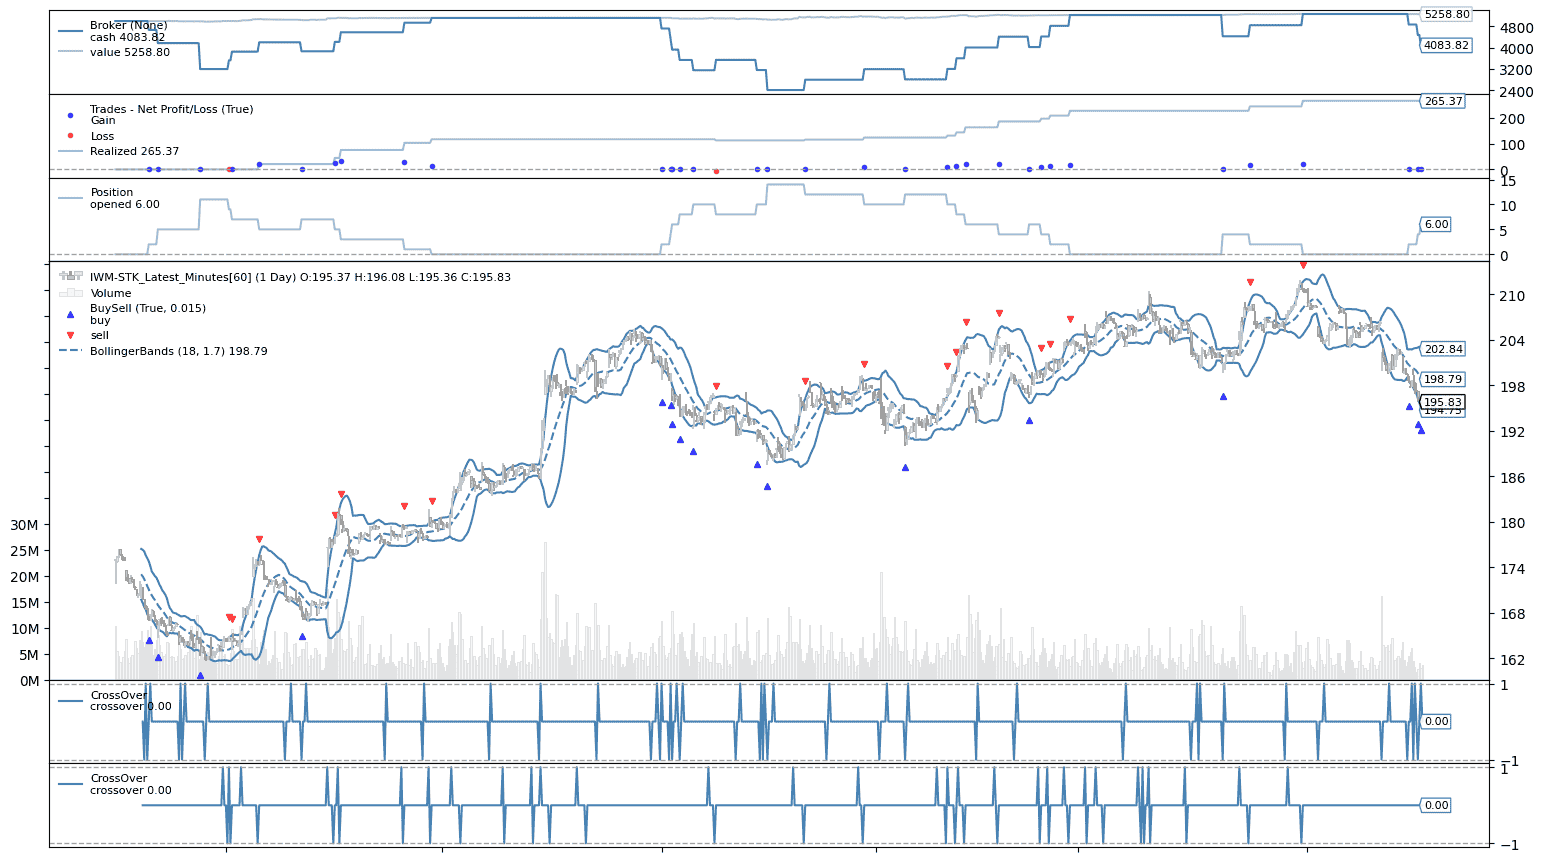 Broker (None)
cash 4083.82
value 5258.80
5258.80
4800
4083.82
4000
3200
2400
Trades - Net Profit/Loss (True)
Gain
Loss
Realized 265.37
265.37
200
100
0
Position
opened 6.00
15
10
6.00
5
0
IWM-STK_Latest_Minutes[60] (1 Day) O:195.37 H:196.08 L:195.36 C:195.83
Volume
BuySell (True, 0.015)
buy
sell
BollingerBands (18, 1.7) 198.79
210
204
202.84
198.79
198
195.83
194.75
192
186
180
174
168
162
30M
25M
20M
15M
10M
5M
0M
CrossOver
crossover 0.00
1
0.00
−1
CrossOver
crossover 0.00
1
0.00
−1